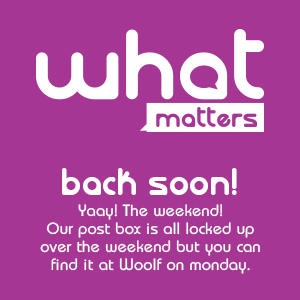 what
matters
back soon!
Yaay! The weekend!
Our post box is all locked up
over the weekend but you can
find it at Woolf on monday.